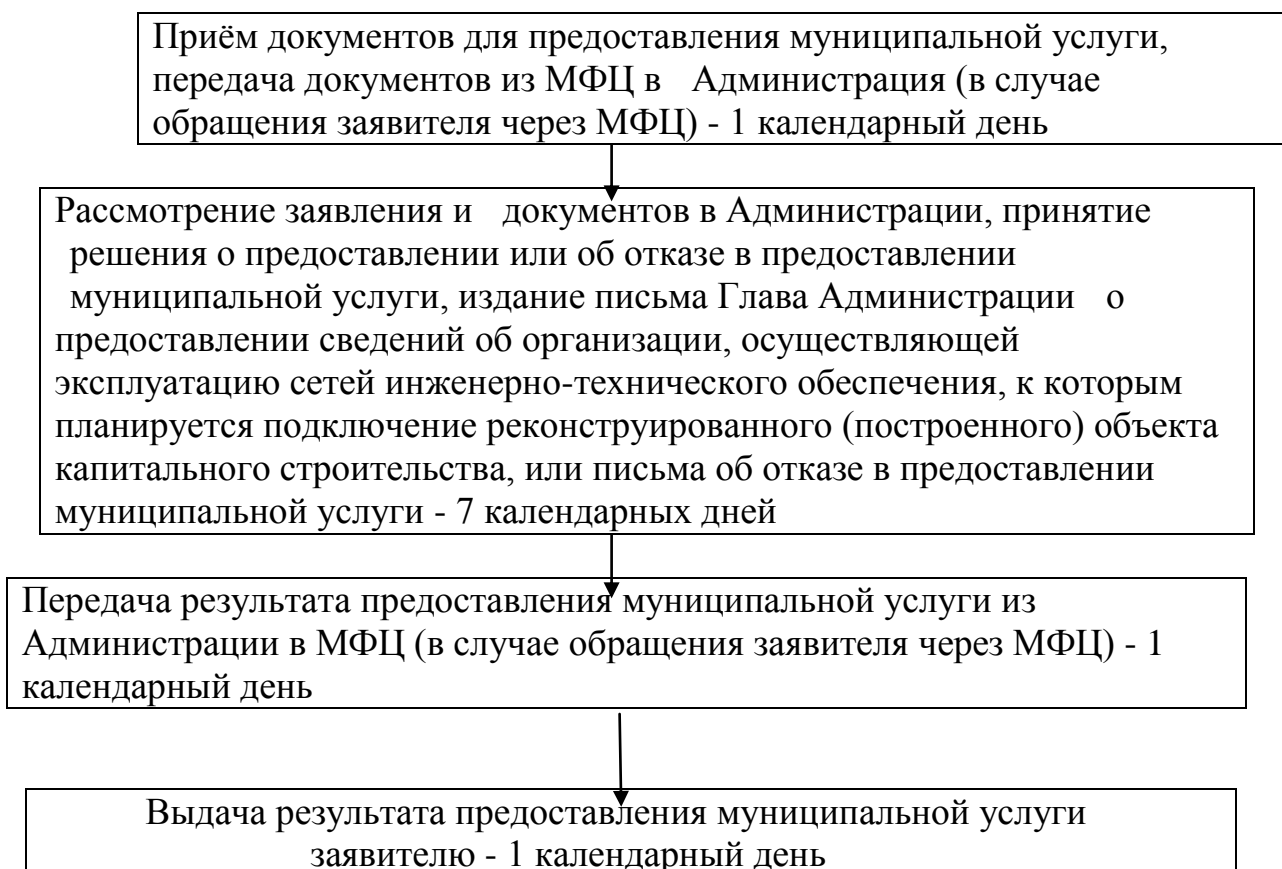 Приём документов для предоставления муниципальной услуги,
передача документов из МФЦ в Администрация (в случае
обращения заявителя через МФЦ) - 1 календарный день
Рассмотрение заявления и документов в Администрации, принятие
решения о предоставлении или об отказе в предоставлении
муниципальной услуги, издание письма Глава Администрации о
предоставлении сведений об организации, осуществляющей
эксплуатацию сетей инженерно-технического обеспечения, к которым
планируется подключение реконструированного (построенного) объекта
капитального строительства, или письма об отказе в предоставлении
муниципальной услуги - 7 календарных дней
Передача результата предоставления муниципальной услуги из
Администрации в МФЦ (в случае обращения заявителя через МФЦ) - 1
календарный день
Выдача результата предоставления муниципальной услуги
заявителю - 1 календарный день